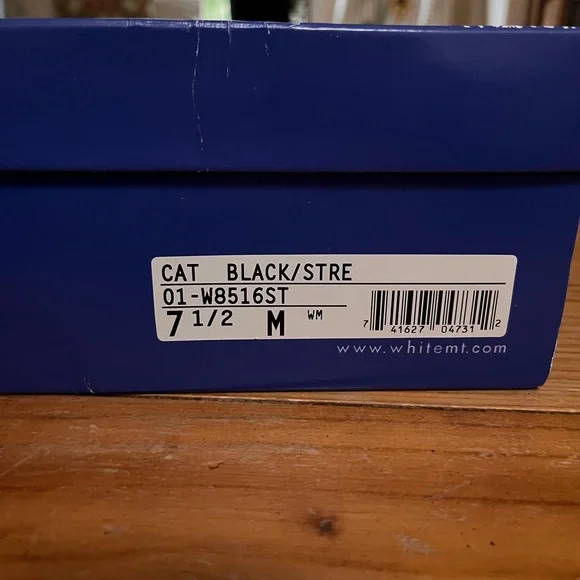 CAT BLACK/STRE
01-W8516ST
7 1/2 M WM
7 41627 04731 2
www.whitemt.com